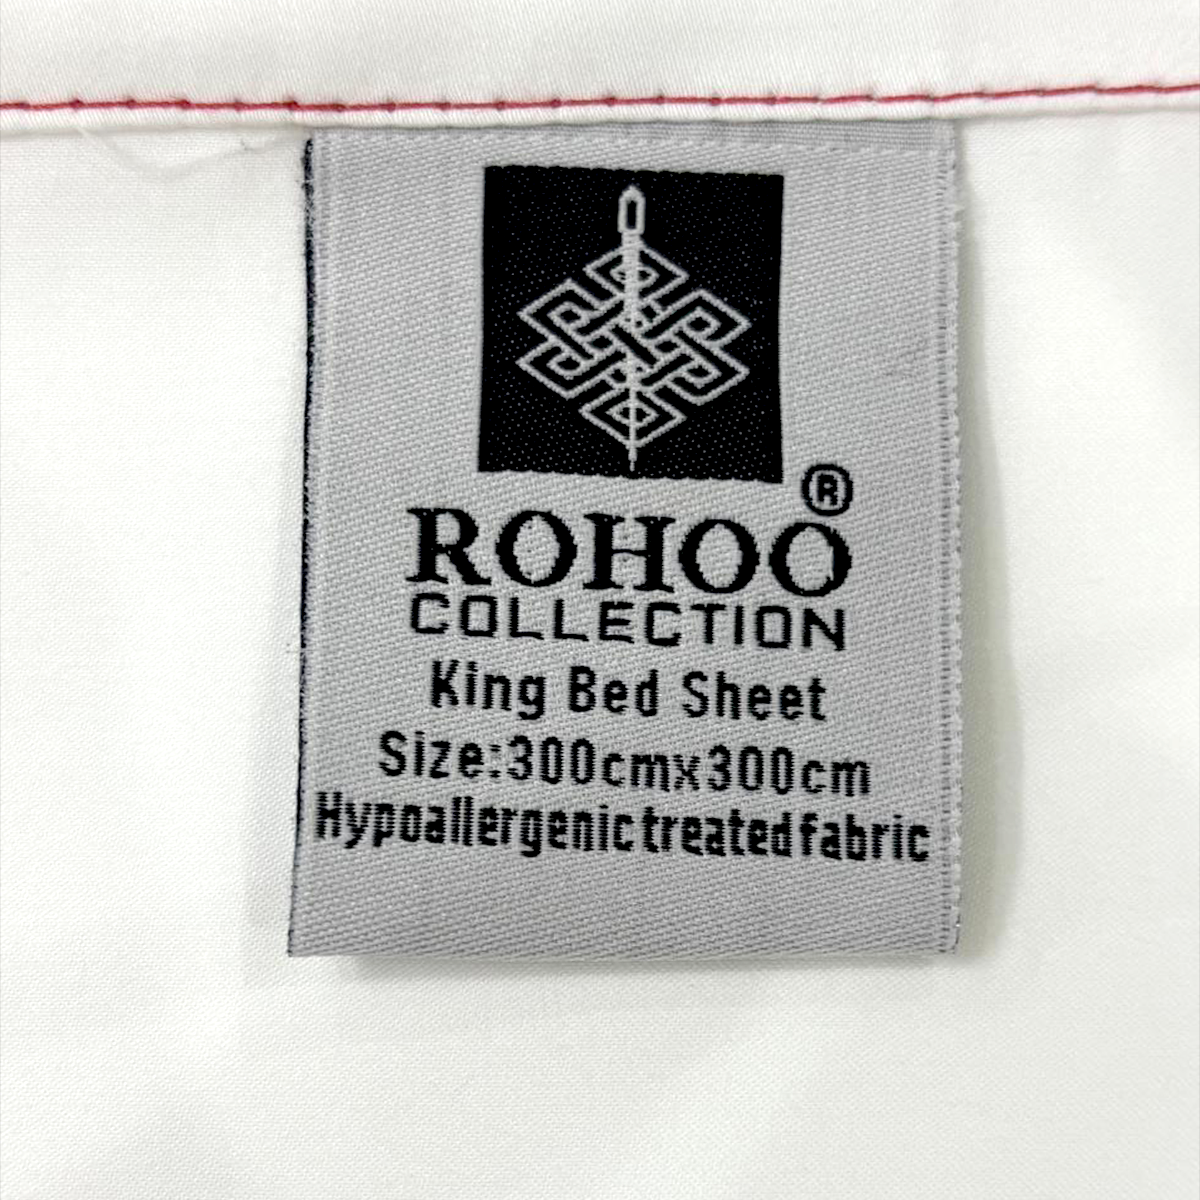 ®
ROHOO
COLLECTION
King Bed Sheet
Size:300cmx300cm
Hypoallergenic treated fabric